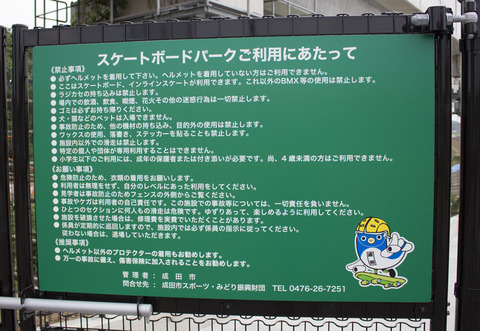 スケートボードパークご利用にあたって
《禁止事項》
● 必ずヘルメットを着用して下さい。ヘルメットを着用していない方はご利用できません。
● ここはスケートボード、インラインスケートが利用できます。これ以外のBMX等の使用は禁止します。
● ラジカセの持ち込みは禁止します。
● 場内での飲酒、飲食、喫煙、花火その他の迷惑行為は一切禁止します。
● ゴミは必ずお持ち帰りください。
● 犬・猫などのペットは入場できません。
● 事故防止のため、他の機材の持ち込み、目的外の使用は禁止します。
● ワックスの使用、落書き、ステッカーを貼ることも禁止します。
● 施設内以外での滑走は禁止します。
● 特定の個人や団体が専用利用することはできません。
● 小学生以下のご利用には、成年の保護者または付き添いが必要です。尚、4歳未満の方はご利用できません。
《お願い事項》
● 危険防止のため、衣類の着用をお願いします。
● 利用者は無理をせず、自分のレベルにあった利用をしてください。
● 見学者は事故防止のためフェンスの外側からご覧ください。
● 事故やケガは利用者の自己責任です。この施設での事故等については、一切責任を負いません。
● ひとつのセクションに何人もの滑走は危険です。ゆずりあって、楽しめるように利用してください。
● 施設を破損させた場合は、修理費を実費でいただくことがあります。
● 係員が定期的に巡回しますので、施設内では必ず係員の指示に従ってください。
従わない場合は、退場していただきます。
《推奨事項》
● ヘルメット以外のプロテクターの着用もお勧めします。
● 万一の事故に備え、傷害保険に加入されることをお勧めします。
管理者：成田市
問合せ先：成田市スポーツ・みどり振興財団 TEL 0476-26-7251